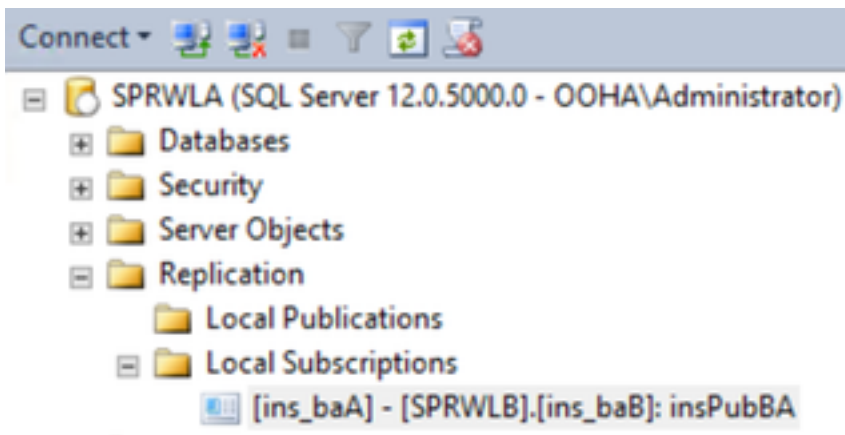 Connect
SPRWLA (SQL Server 12.0.5000.0 - OOHA\Administrator)
Databases
Security
Server Objects
Replication
Local Publications
Local Subscriptions
[ins_baA] - [SPRWLB].[ins_baB]: insPubBA